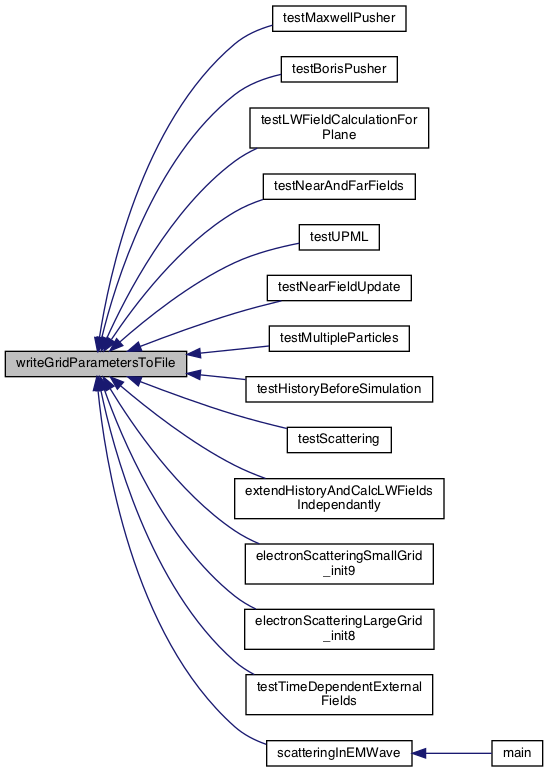 testMaxwellPusher
testBorisPusher
testLWFieldCalculationFor
Plane
testNearAndFarFields
testUPML
testNearFieldUpdate
testMultipleParticles
writeGridParametersToFile
testHistoryBeforeSimulation
testScattering
extendHistoryAndCalcLWFields
Independantly
electronScatteringSmallGrid
_init9
electronScatteringLargeGrid
_init8
testTimeDependentExternal
Fields
scatteringInEMWave
main